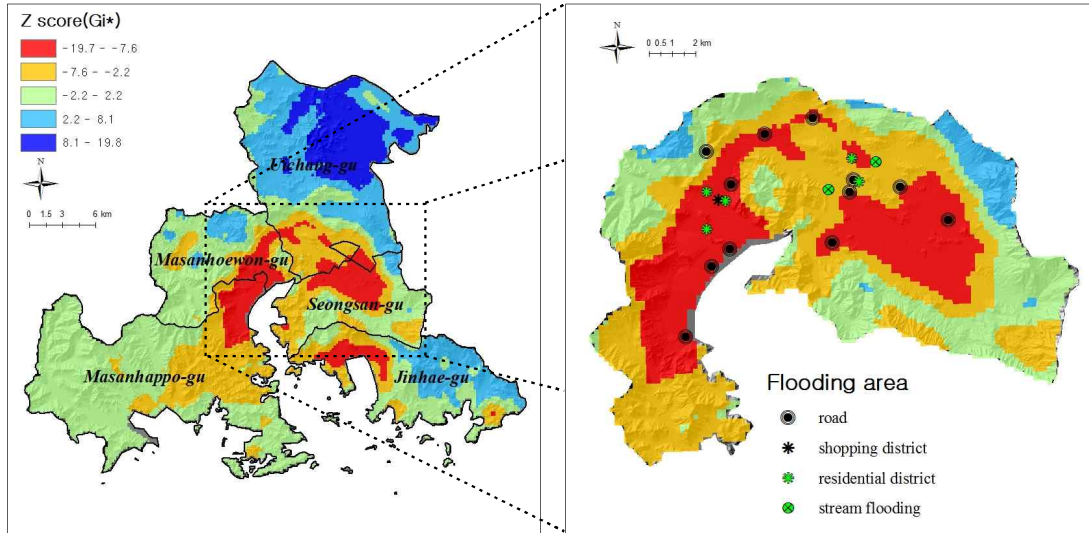 Z score(Gi*)
-19.7 - -7.6
-7.6 - -2.2
-2.2 - 2.2
2.2 - 8.1
8.1 - 19.8
N
0 1.5 3 6 km
Uichang-gu
Masanhoewon-gu
Seongsan-gu
Masanhappo-gu
Jinhae-gu
N
0 0.5 1 2 km
Flooding area
road
shopping district
residential district
stream flooding